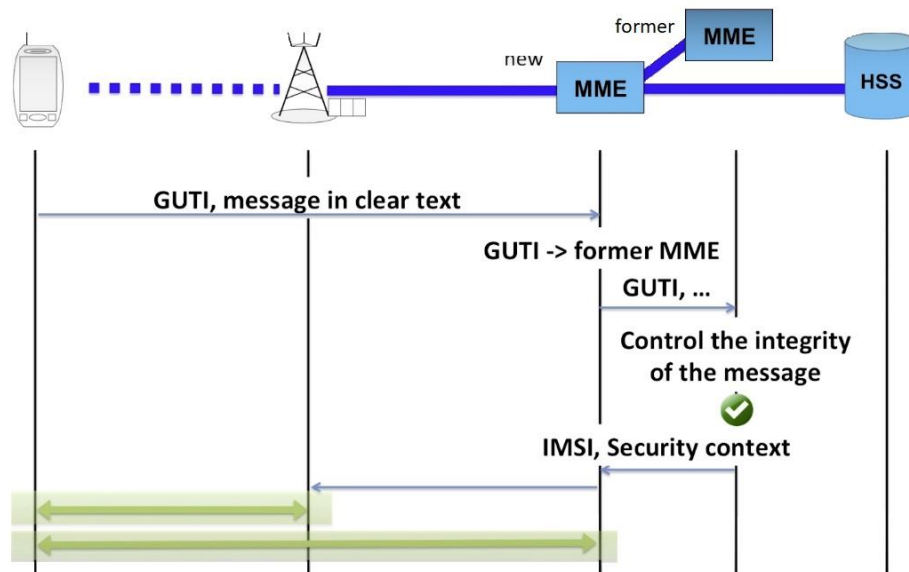 former
MME
new
MME
HSS
GUTI, message in clear text
GUTI -> former MME
GUTI, ...
Control the integrity
of the message
IMSI, Security context